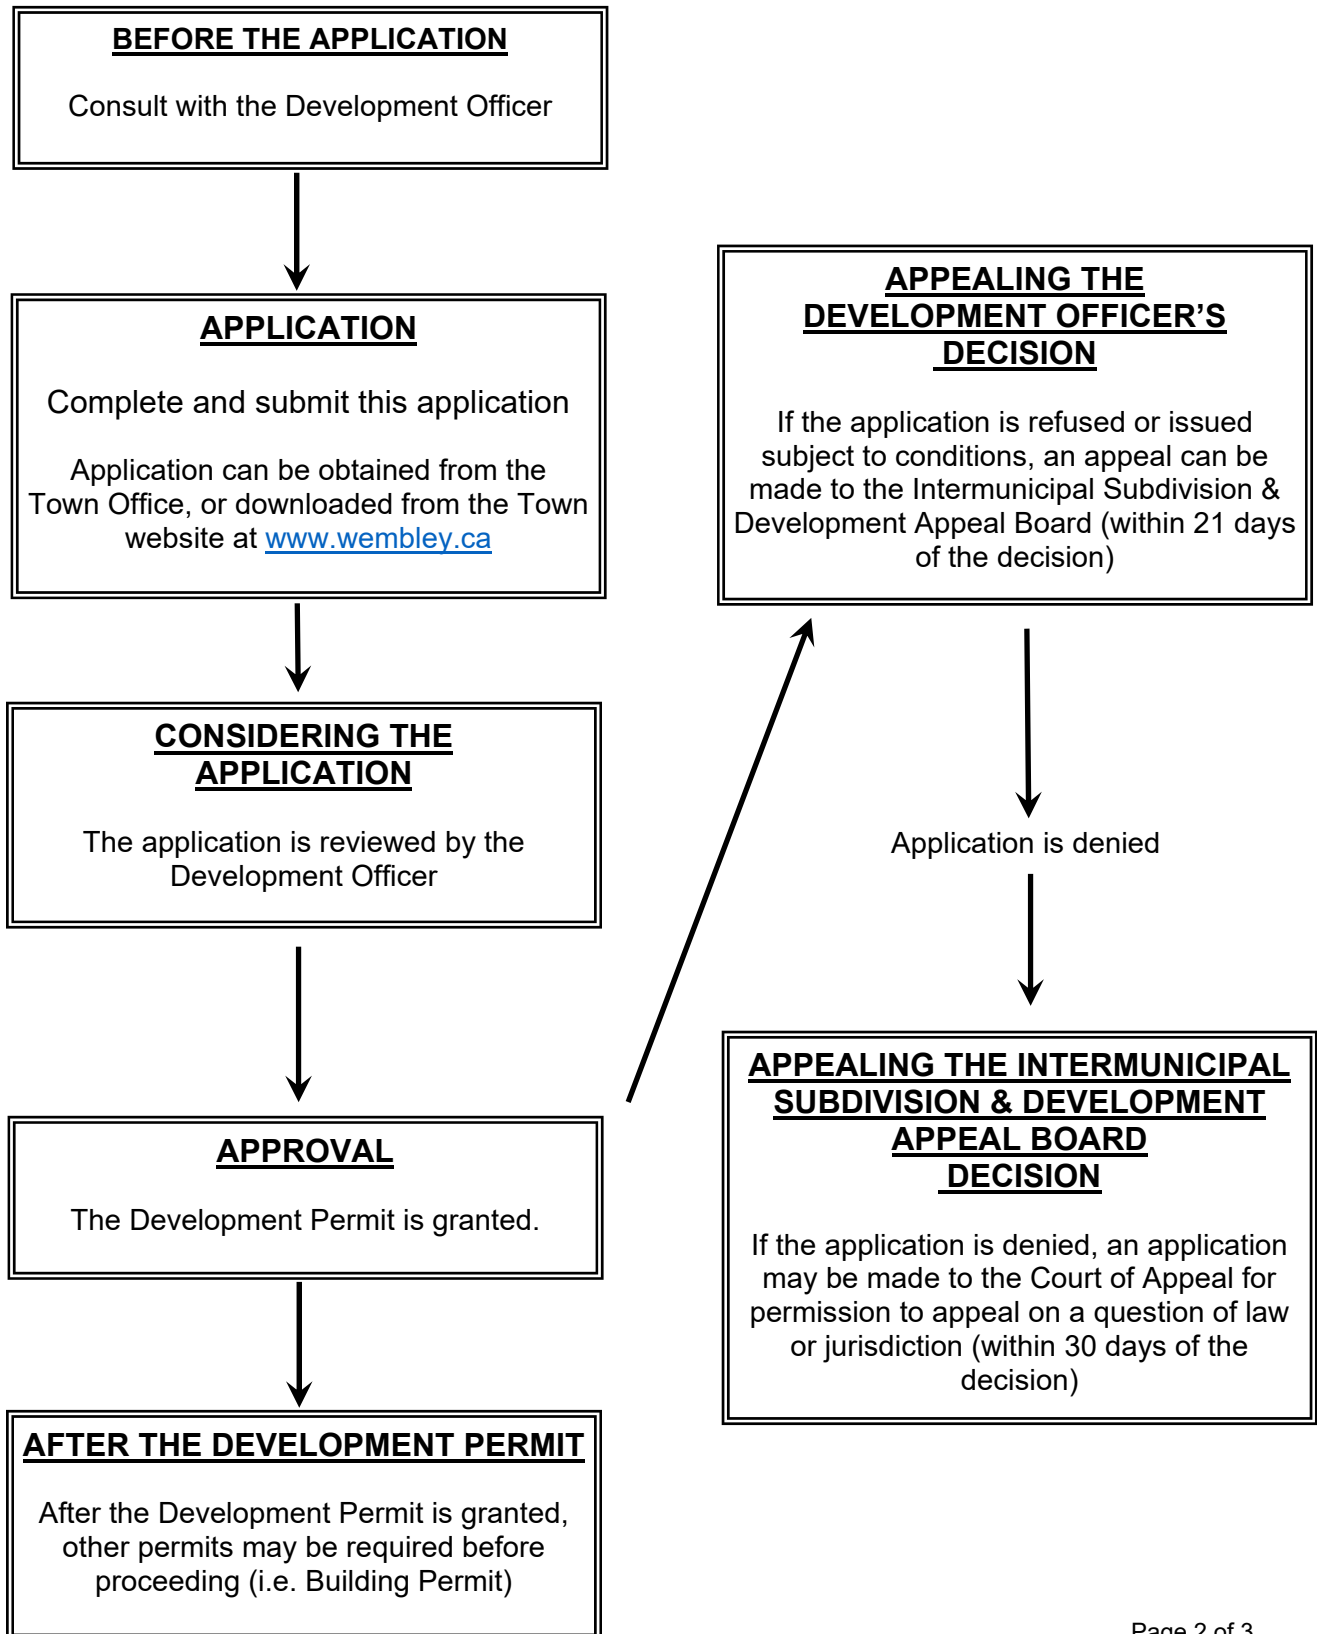 BEFORE THE APPLICATION
Consult with the Development Officer
APPLICATION
Complete and submit this application
Application can be obtained from the
Town Office, or downloaded from the Town
website at www.wembley.ca
CONSIDERING THE
APPLICATION
The application is reviewed by the
Development Officer
APPROVAL
The Development Permit is granted.
AFTER THE DEVELOPMENT PERMIT
After the Development Permit is granted,
other permits may be required before
proceeding (i.e. Building Permit)
APPEALING THE
DEVELOPMENT OFFICER’S
DECISION
If the application is refused or issued
subject to conditions, an appeal can be
made to the Intermunicipal Subdivision &
Development Appeal Board (within 21 days
of the decision)
Application is denied
APPEALING THE INTERMUNICIPAL
SUBDIVISION & DEVELOPMENT
APPEAL BOARD
DECISION
If the application is denied, an application
may be made to the Court of Appeal for
permission to appeal on a question of law
or jurisdiction (within 30 days of the
decision)
Page 2 of 3